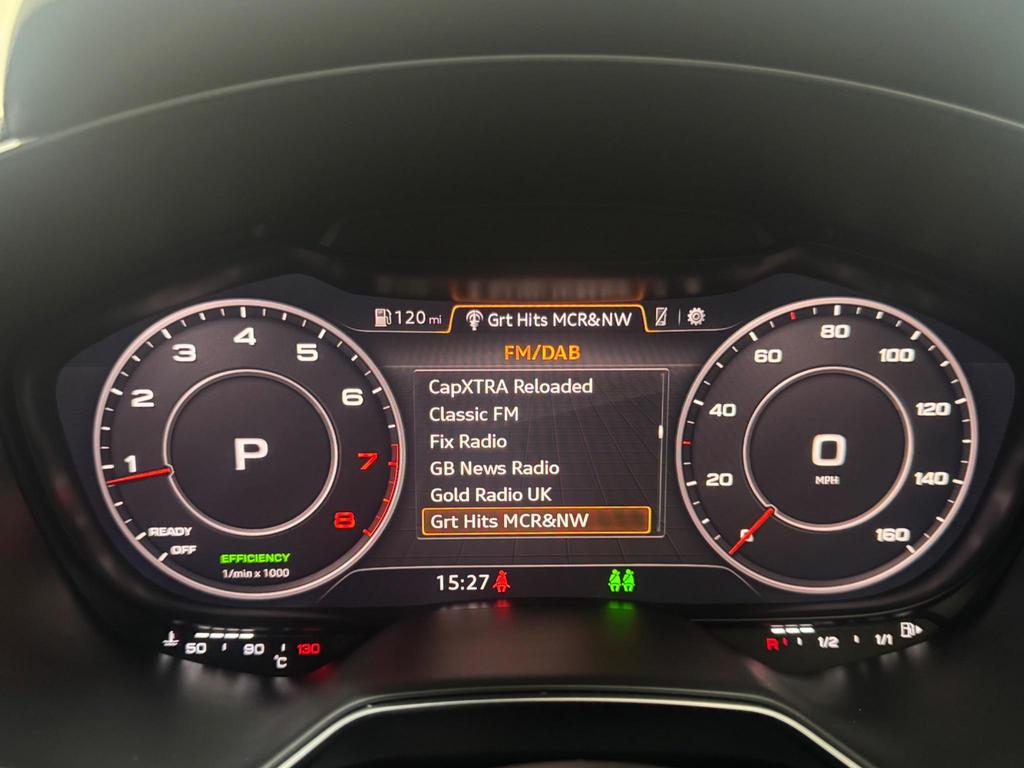 120 mi
Grt Hits MCR&NW
FM/DAB
CapXTRA Reloaded
Classic FM
Fix Radio
GB News Radio
Gold Radio UK
Grt Hits MCR&NW
15:27
1
2
3
4
5
6
7
8
P
READY
OFF
EFFICIENCY
1/min x 1000
0
20
40
60
80
100
120
140
160
0
MPH
50
90
130
°C
R
1/2
1/1